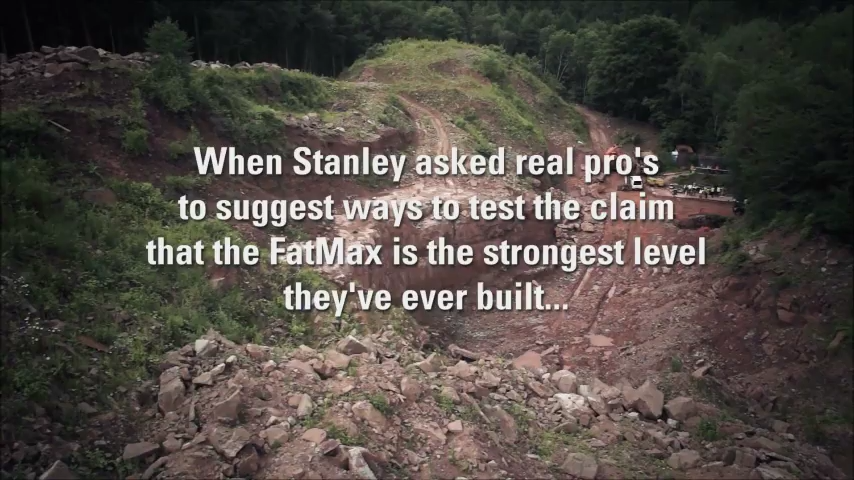 When Stanley asked real pro's
to suggest ways to test the claim
that the FatMax is the strongest level
they've ever built...